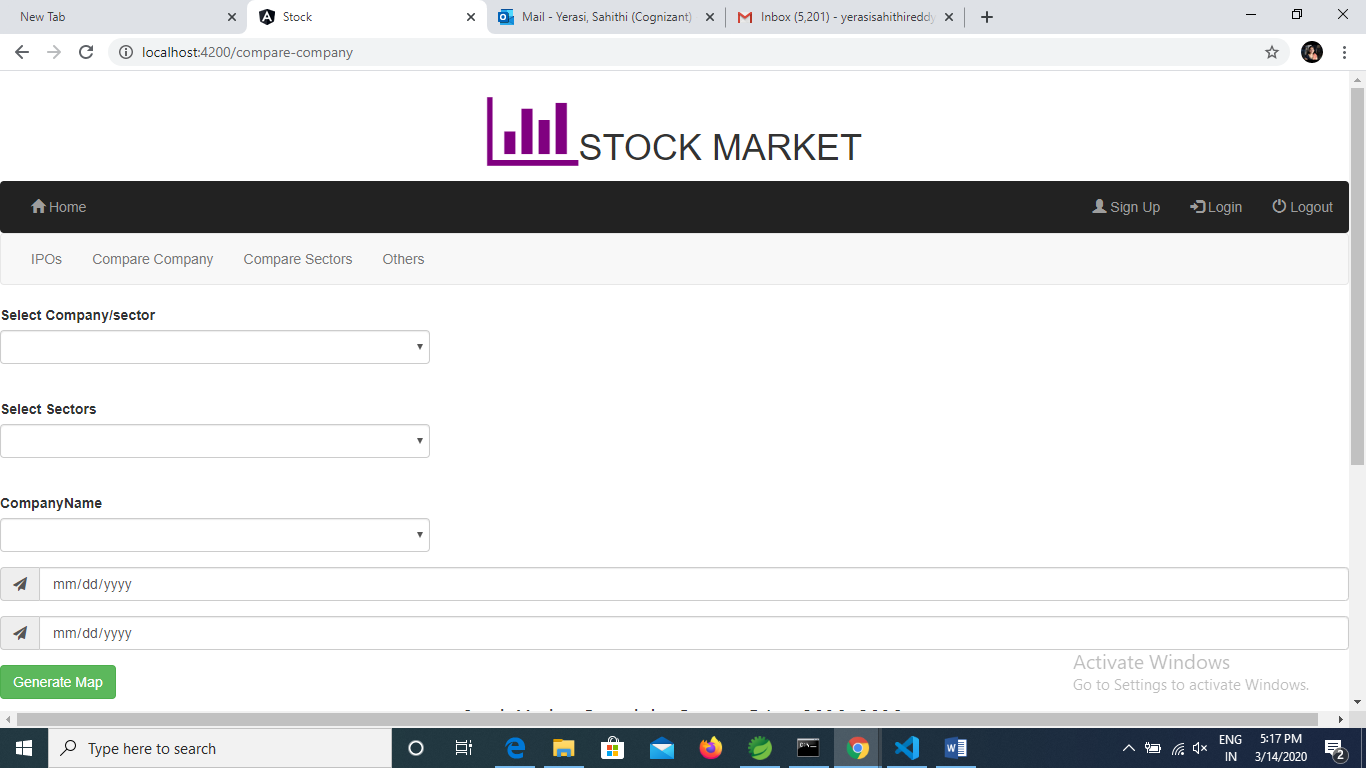 New Tab
Stock
Mail - Yerasi, Sahithi (Cognizant)
Inbox (5,201) - yerasisahithireddy
localhost:4200/compare-company
STOCK MARKET
Home
Sign Up
Login
Logout
IPOs
Compare Company
Compare Sectors
Others
Select Company/sector
Select Sectors
CompanyName
mm/dd/yyyy
mm/dd/yyyy
Generate Map
Activate Windows
Go to Settings to activate Windows.
Type here to search
ENG
IN
5:17 PM
3/14/2020
2